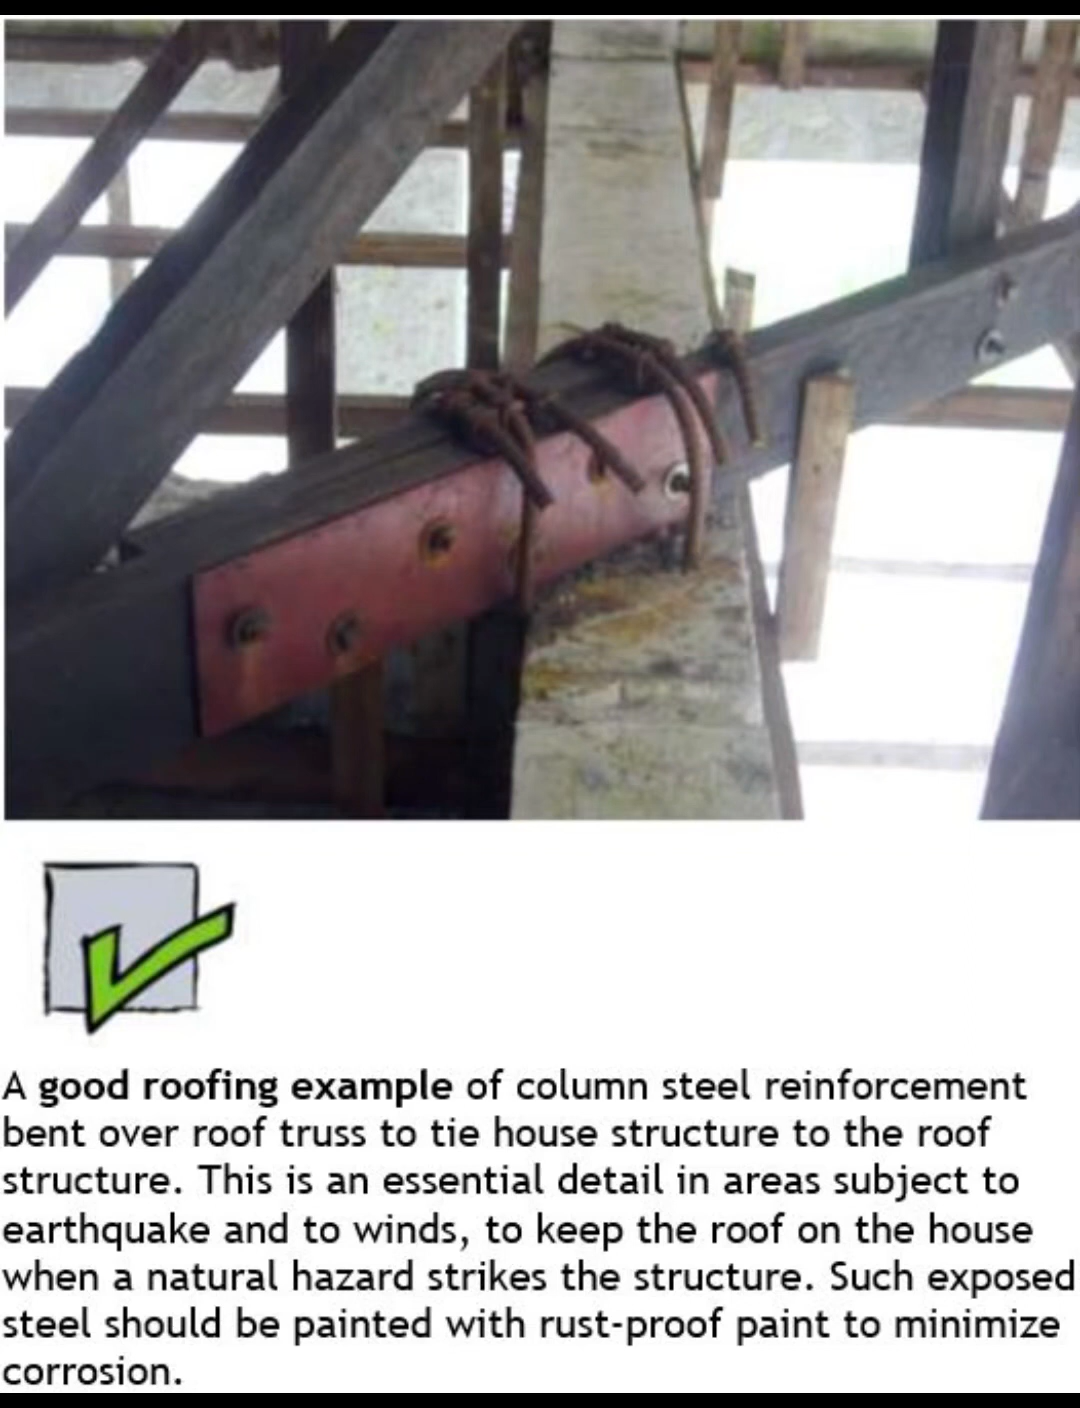 A good roofing example of column steel reinforcement
bent over roof truss to tie house structure to the roof
structure. This is an essential detail in areas subject to
earthquake and to winds, to keep the roof on the house
when a natural hazard strikes the structure. Such exposed
steel should be painted with rust-proof paint to minimize
corrosion.